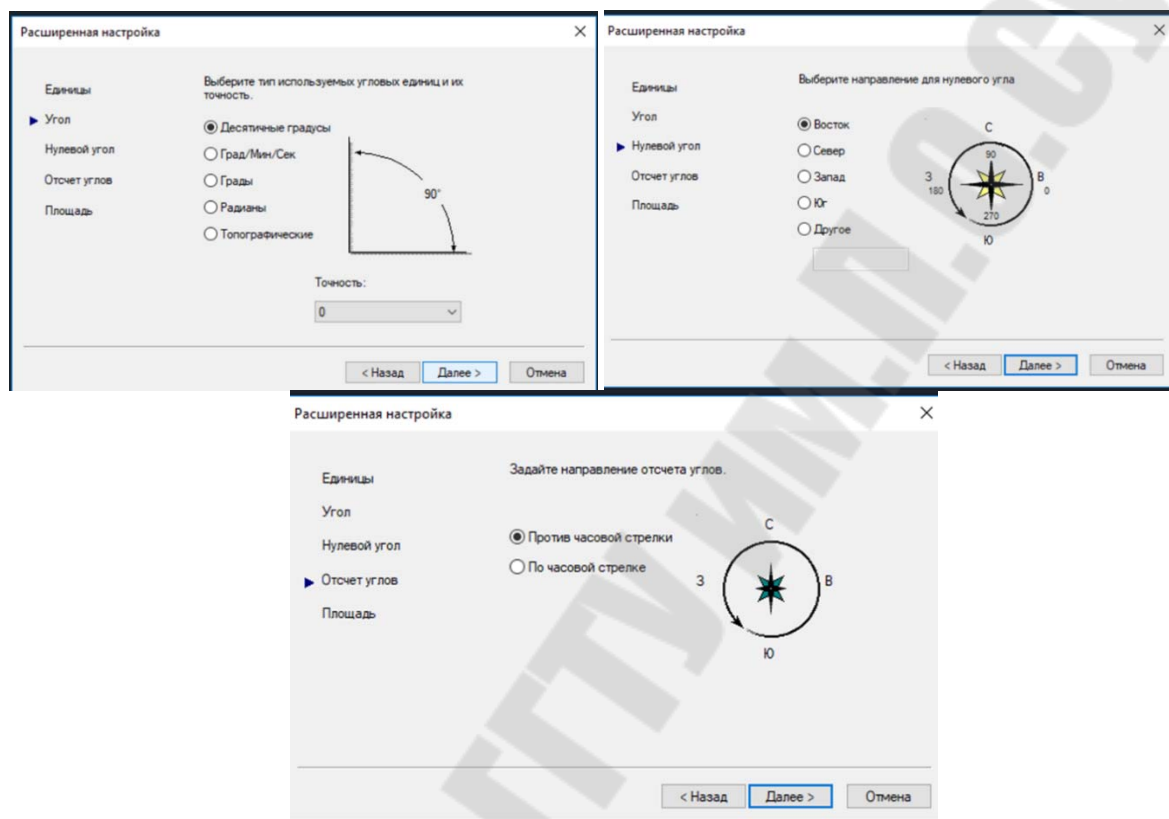 Расширенная настройка
Единицы
Угол
Нулевой угол
Отсчет углов
Площадь
Выберите тип используемых угловых единиц и их
точность.
Десятичные градусы
Град/Мин/Сек
Грады
Радианы
Топографические
90°
Точность:
0
< Назад Далее > Отмена
Расширенная настройка
Единицы
Угол
Нулевой угол
Отсчет углов
Площадь
Выберите направление для нулевого угла
Восток
Север
Запад
Юг
Другое
С
90
З В
180 0
270
Ю
< Назад Далее > Отмена
Расширенная настройка
Единицы
Угол
Нулевой угол
Отсчет углов
Площадь
Задайте направление отсчета углов.
Против часовой стрелки
По часовой стрелке
С
З В
Ю
< Назад Далее > Отмена
ГГТУ им. П.О.Су